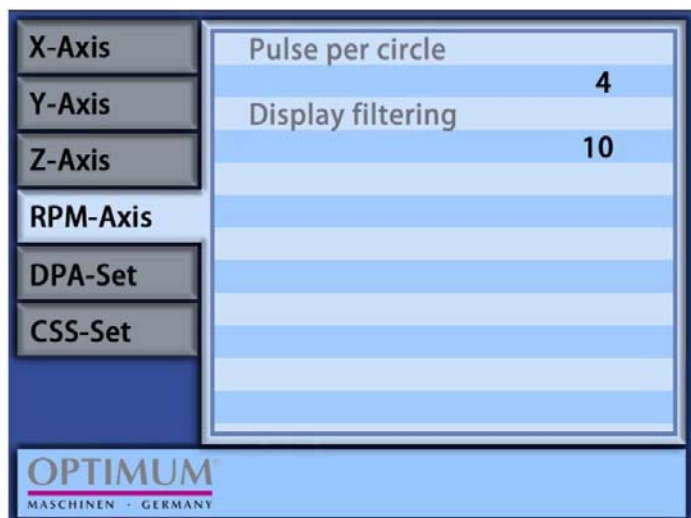 X-Axis
Y-Axis
Z-Axis
RPM-Axis
DPA-Set
CSS-Set
Pulse per circle
4
Display filtering
10
OPTIMUM®
MASCHINEN - GERMANY